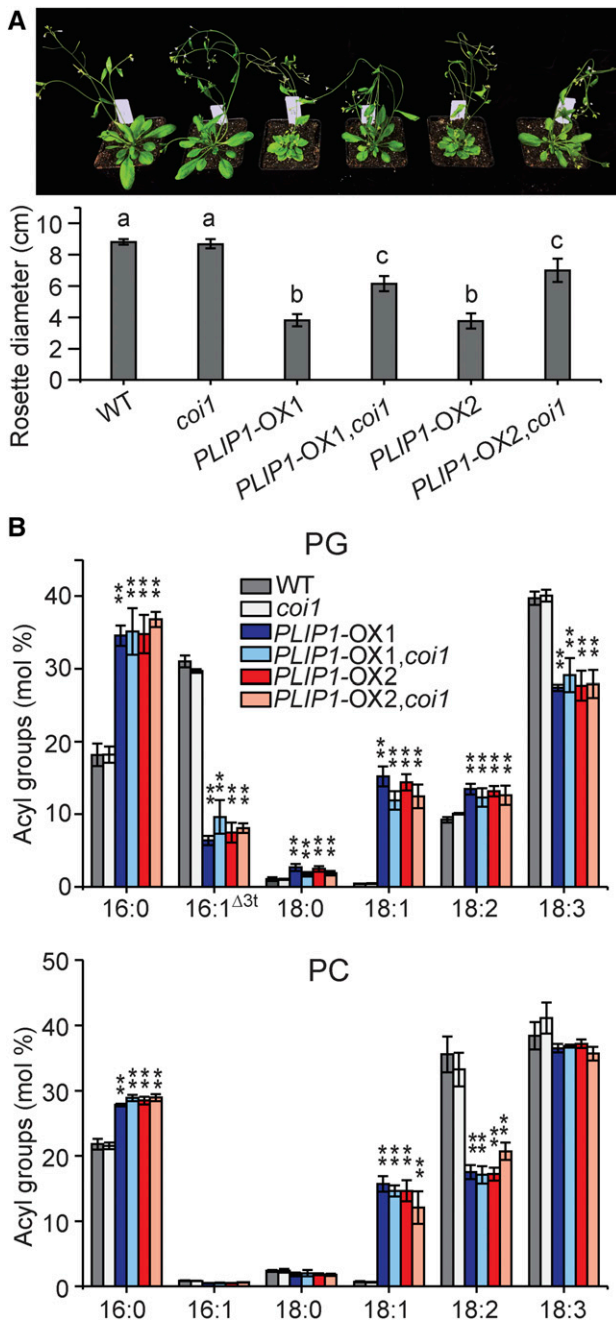 A
Rosette diameter (cm)
10
8
6
4
2
0
a
a
b
c
b
c
WT
coi1
PLIP1-OX1
PLIP1-OX1,coi1
PLIP1-OX2
PLIP1-OX2,coi1
B
PG
Acyl groups (mol %)
40
30
20
10
0
WT
coi1
PLIP1-OX1
PLIP1-OX1,coi1
PLIP1-OX2
PLIP1-OX2,coi1
** ** ** **
** ** ** **
** ** ** **
** ** ** **
** ** ** **
** ** ** **
16:0
16:1Δ3t
18:0
18:1
18:2
18:3
PC
Acyl groups (mol %)
50
40
30
20
10
0
** ** ** **
** ** ** **
** ** ** **
16:0
16:1
18:0
18:1
18:2
18:3